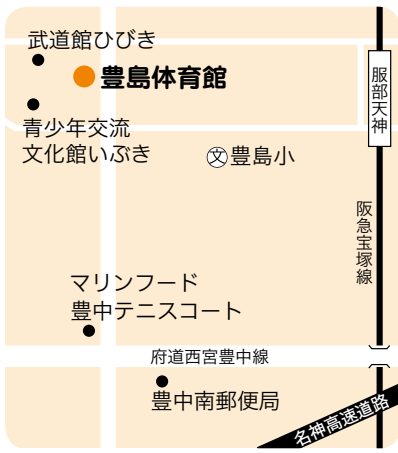 武道館ひびき
豊島体育館
服部天神
青少年交流
文化館いぶき
文豊島小
阪急宝塚線
マリンフード
豊中テニスコート
府道西宮豊中線
豊中南郵便局
名神高速道路